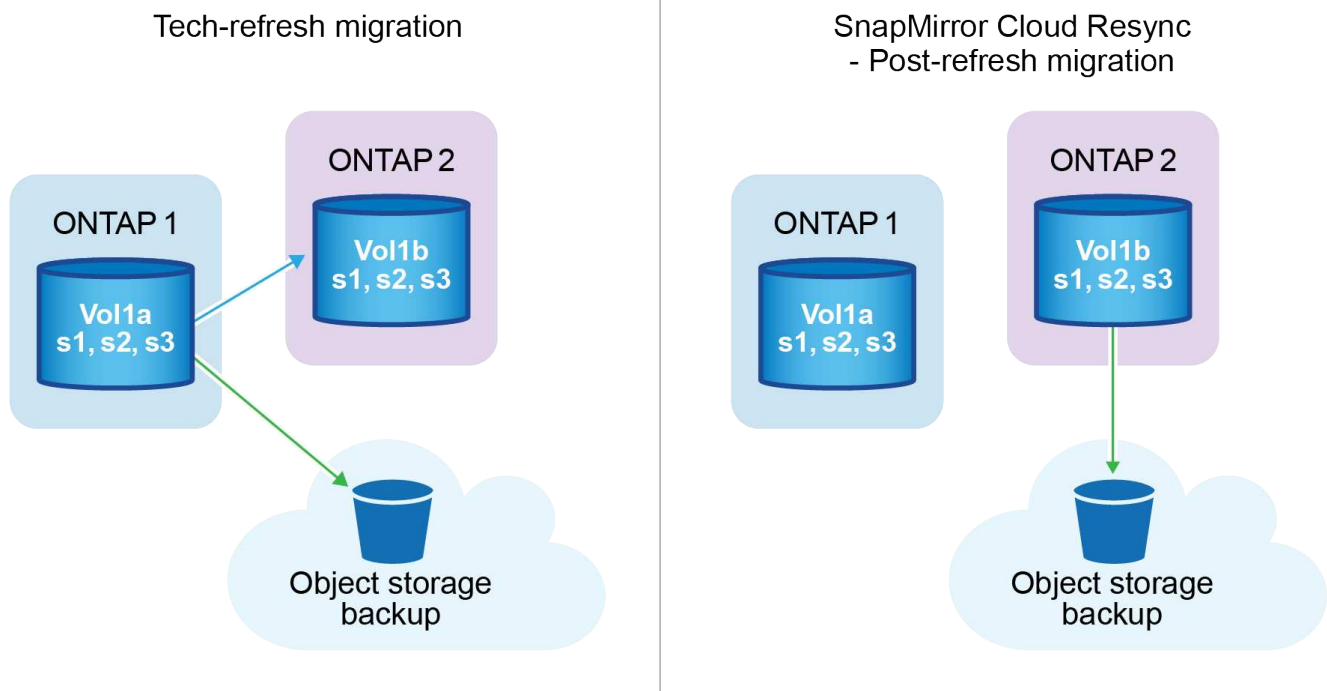 Tech-refresh migration
ONTAP 2
Vol1b
s1, s2, s3
ONTAP 1
Vol1a
s1, s2, s3
Object storage
backup
SnapMirror Cloud Resync
- Post-refresh migration
ONTAP 2
Vol1b
s1, s2, s3
ONTAP 1
Vol1a
s1, s2, s3
Object storage
backup